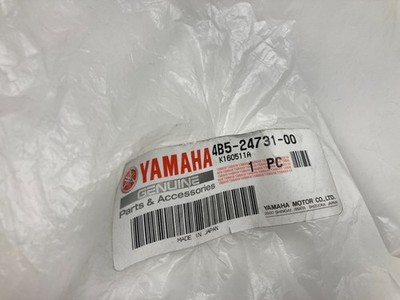 YAMAHA
GENUINE
Parts & Accessories
4B5-24731-00
K160511A
1 PC
YAMAHA MOTOR CO.,LTD.
MADE IN JAPAN